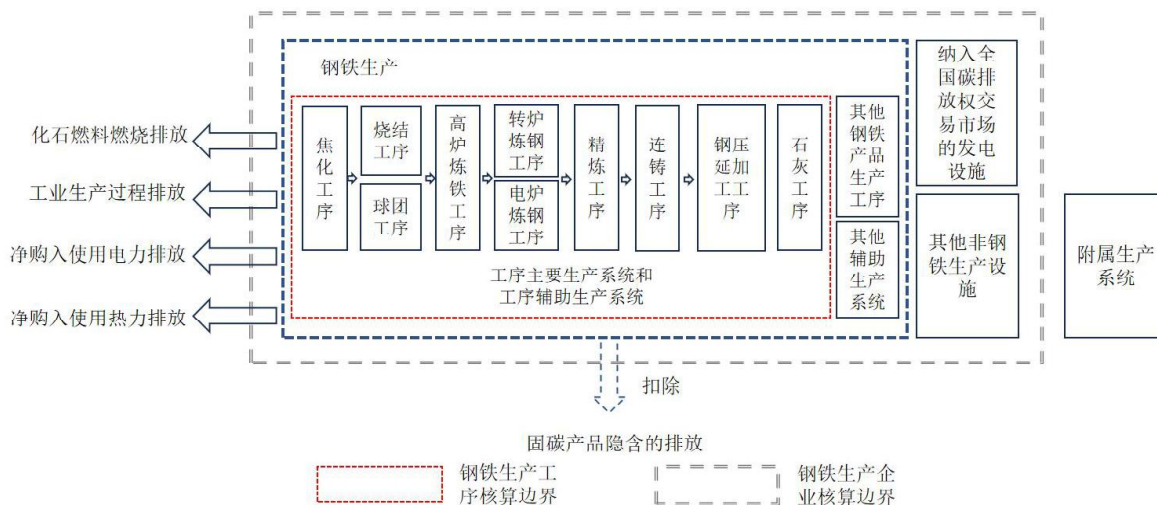 钢铁生产
化石燃料燃烧排放
工业生产过程排放
净购入使用电力排放
净购入使用热力排放
焦
化
工
序
烧结
工序
球团
工序
高
炉
炼
铁
工
序
转炉
炼钢
工序
电炉
炼钢
工序
精
炼
工
序
连
铸
工
序
钢压
延加
工工
序
石
灰
工
序
工序主要生产系统和
工序辅助生产系统
其他
钢铁
产品
生产
工序
其他
辅助
生产
系统
纳入全
国碳排
放权交
易市场
的发电
设施
其他非钢
铁生产设
施
附属生产
系统
扣除
固碳产品隐含的排放
钢铁生产工
序核算边界
钢铁生产企
业核算边界